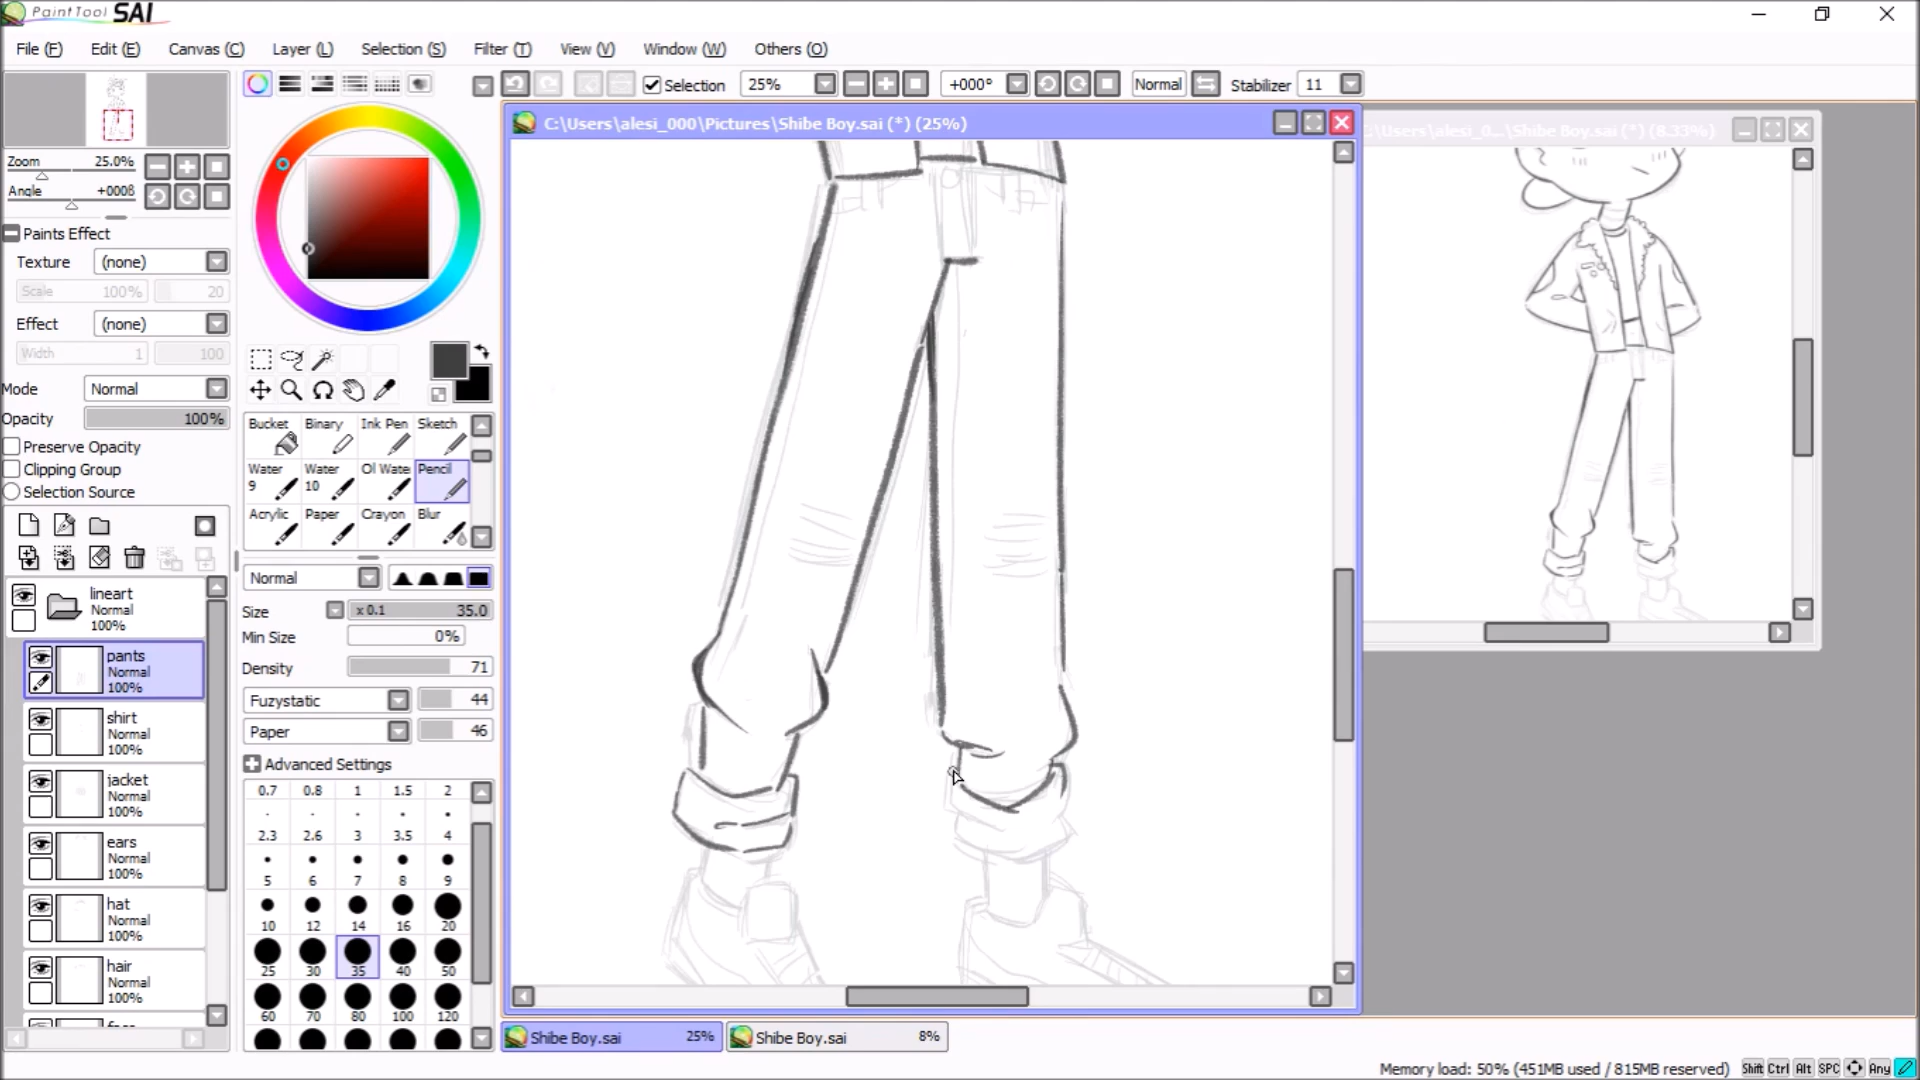 PaintTool SAI
File (F) Edit (E) Canvas (C) Layer (L) Selection (S) Filter (T) View (V) Window (W) Others (O)
Selection 25% +000° Normal Stabilizer 11
C:\Users\alesi_000\Pictures\Shibe Boy.sai (*) (25%)
:\Users\alesi_0...\Shibe Boy.sai (*) (8.33%)
Zoom 25.0%
Angle +000ß
Paints Effect
Texture (none)
Scale 100% 20
Effect (none)
Width 1 100
Mode Normal
Opacity 100%
Preserve Opacity
Clipping Group
Selection Source
lineart
Normal
100%
pants
Normal
100%
shirt
Normal
100%
jacket
Normal
100%
ears
Normal
100%
hat
Normal
100%
hair
Normal
100%
Bucket Binary Ink Pen Sketch
Water 9 Water 10 Ol Wate Pencil
Acrylic Paper Crayon Blur
Normal
Size x 0.1 35.0
Min Size 0%
Density 71
Fuzystatic 44
Paper 46
Advanced Settings
0.7 0.8 1 1.5 2
2.3 2.6 3 3.5 4
5 6 7 8 9
10 12 14 16 20
25 30 35 40 50
60 70 80 100 120
Shibe Boy.sai 25% Shibe Boy.sai 8%
Memory load: 50% (451MB used / 815MB reserved) Shift Ctrl Alt SPC Any